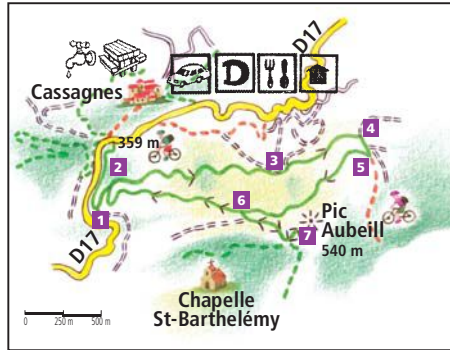 D17
D
Cassagnes
359 m
4
3
2
5
6
1
7
Pic
Aubeill
540 m
D17
Chapelle
St-Barthelémy
0 250 m 500 m